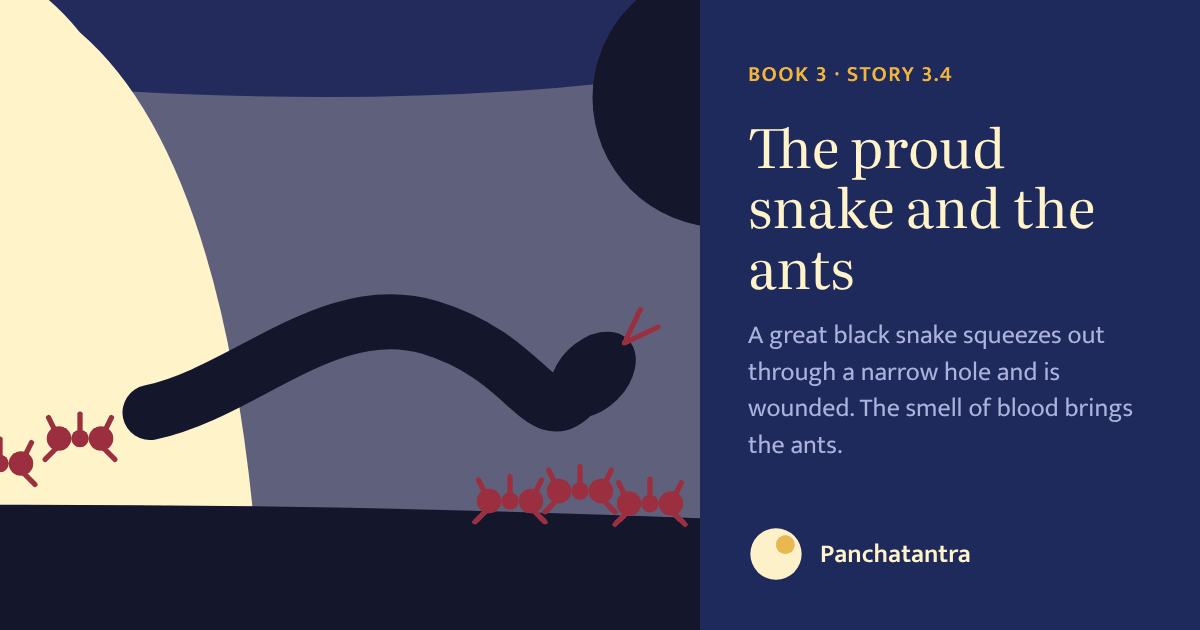 BOOK 3 · STORY 3.4
The proud
snake and the
ants
A great black snake squeezes out
through a narrow hole and is
wounded. The smell of blood brings
the ants.
Panchatantra